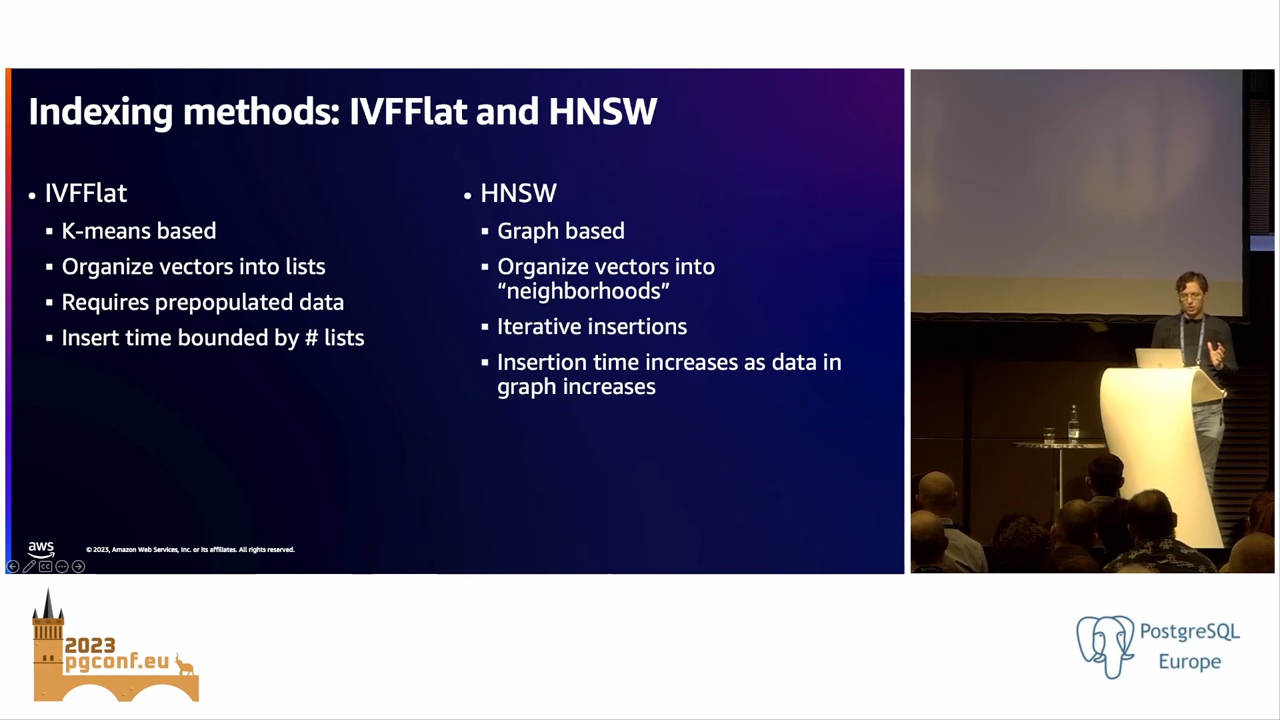 Indexing methods: IVFFlat and HNSW
• IVFFlat
▪ K-means based
▪ Organize vectors into lists
▪ Requires prepopulated data
▪ Insert time bounded by # lists
• HNSW
▪ Graph based
▪ Organize vectors into
“neighborhoods”
▪ Iterative insertions
▪ Insertion time increases as data in
graph increases
aws
© 2023, Amazon Web Services, Inc. or its affiliates. All rights reserved.
CC
2023
pgconf.eu
PostgreSQL
Europe